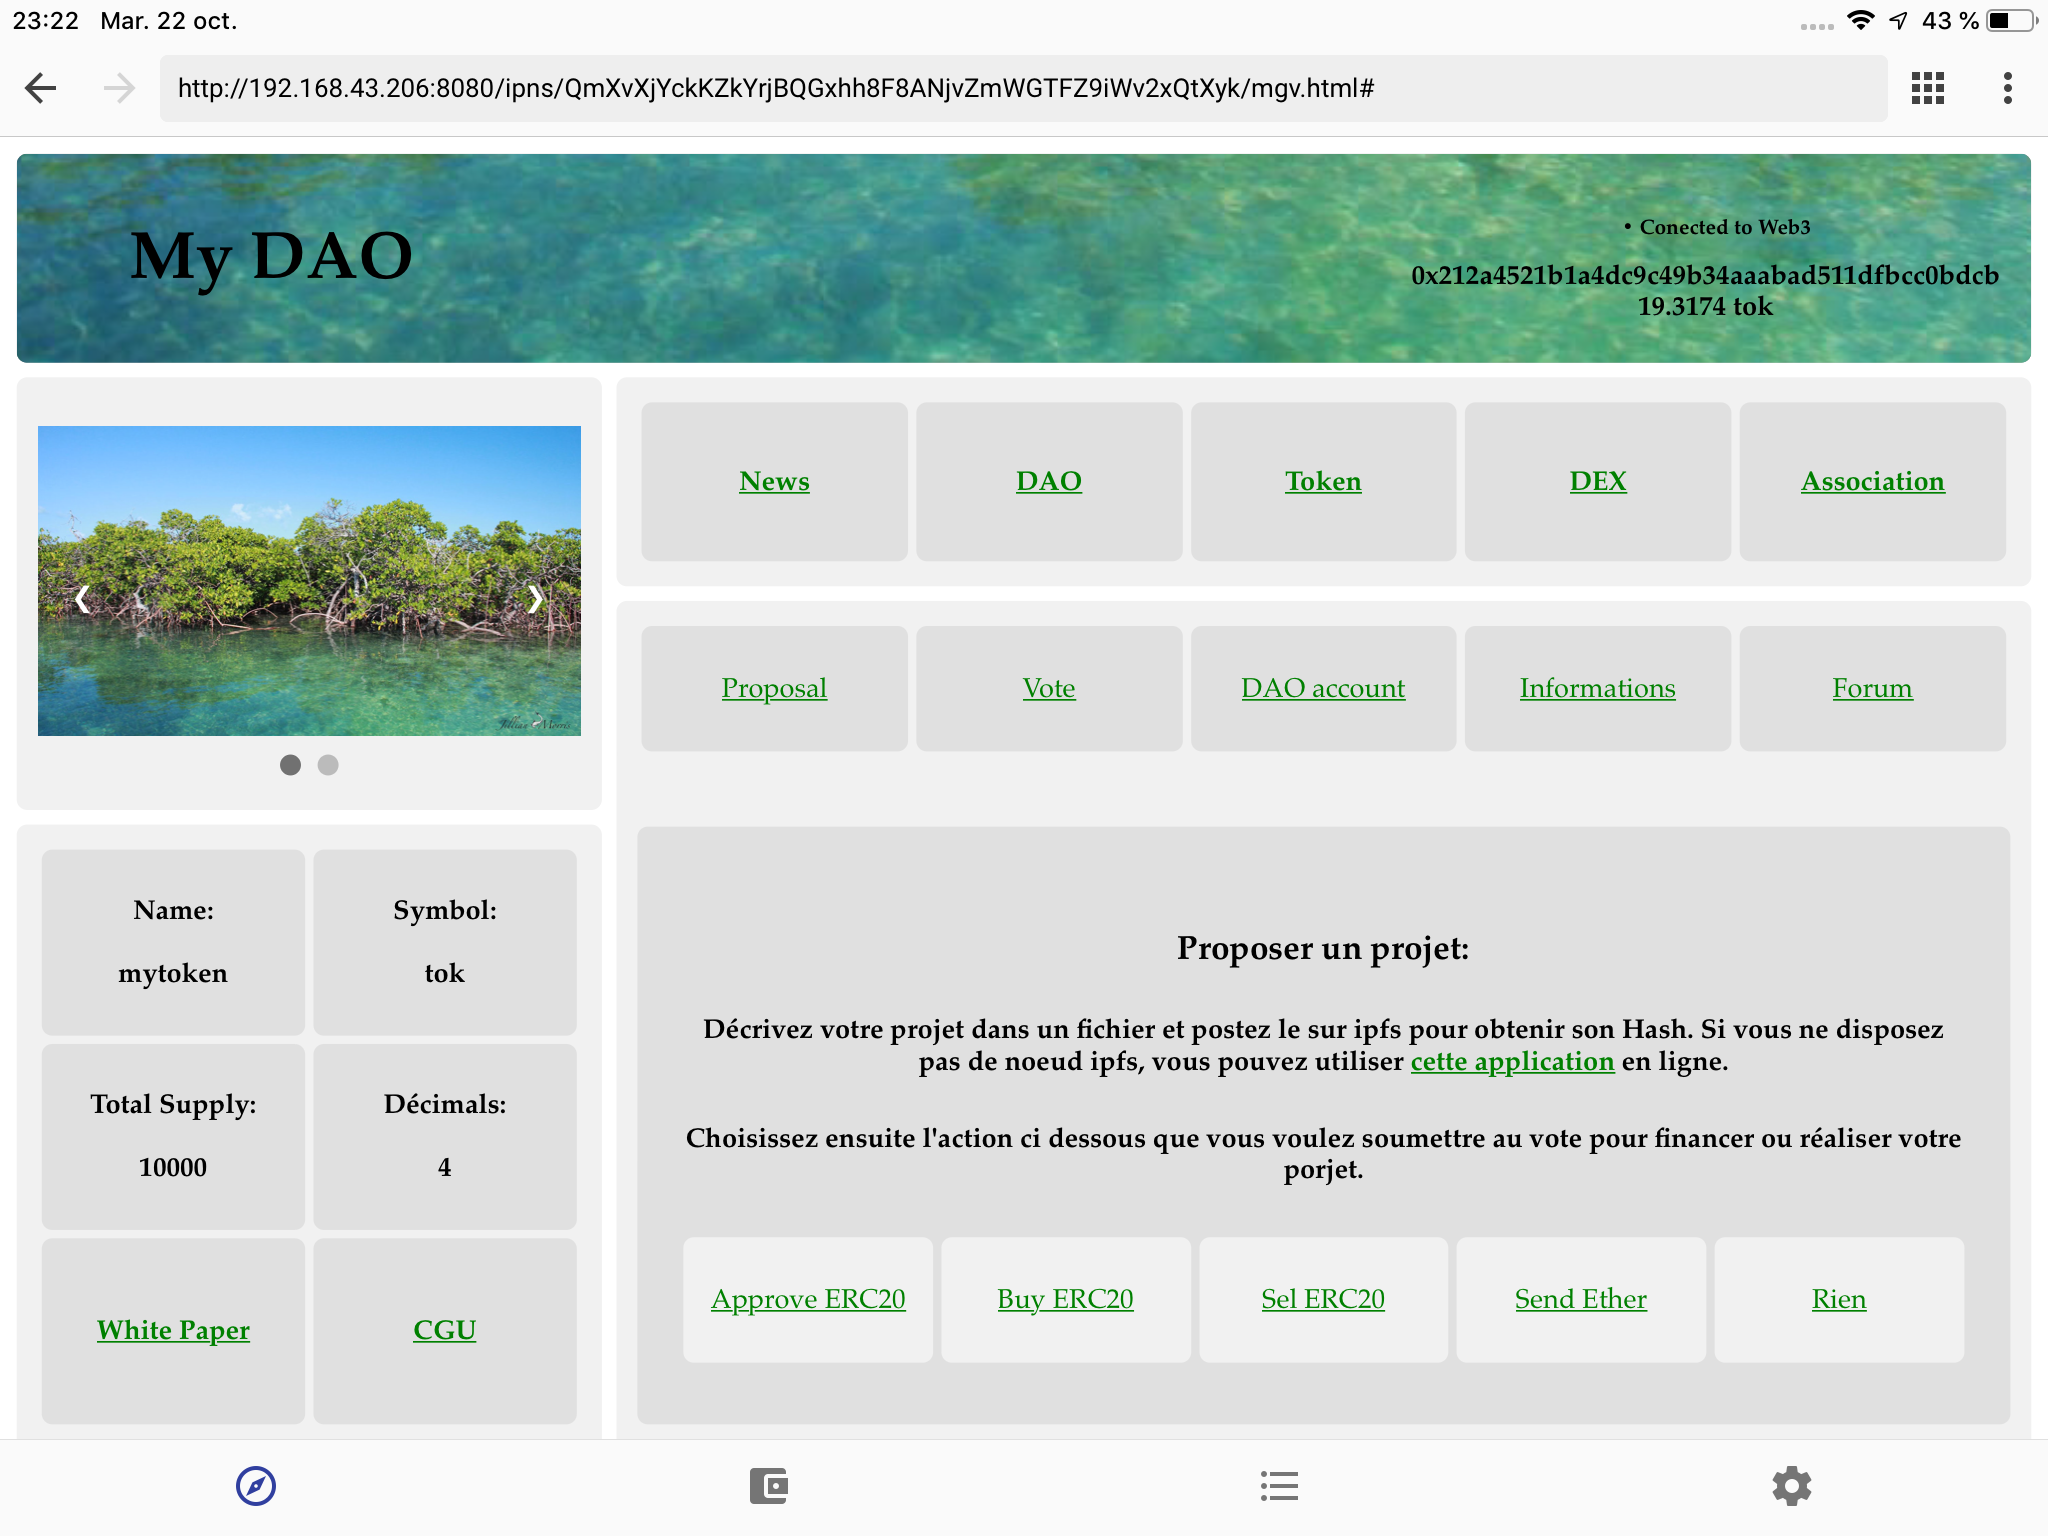 23:22 Mar. 22 oct.
43 %
http://192.168.43.206:8080/ipns/QmXvXjYckKZkYrjBQGxhh8F8ANjvZmWGTFZ9iWv2xQtXyk/mgv.html#
My DAO
• Conected to Web3
0x212a4521b1a4dc9c49b34aaabad511dfbcc0bdcb
19.3174 tok
News
DAO
Token
DEX
Association
Jillian Morris
Proposal
Vote
DAO account
Informations
Forum
Name:
mytoken
Symbol:
tok
Total Supply:
10000
Décimals:
4
White Paper
CGU
Proposer un projet:
Décrivez votre projet dans un fichier et postez le sur ipfs pour obtenir son Hash. Si vous ne disposez
pas de noeud ipfs, vous pouvez utiliser cette application en ligne.
Choisissez ensuite l'action ci dessous que vous voulez soumettre au vote pour financer ou réaliser votre
porjet.
Approve ERC20
Buy ERC20
Sel ERC20
Send Ether
Rien